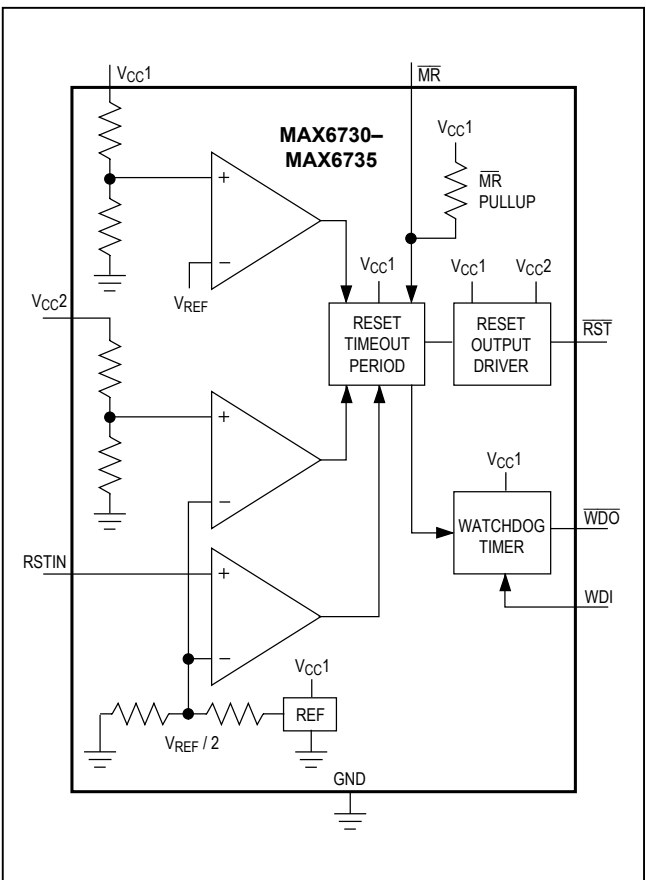 VCC1
MR
MAX6730–
MAX6735
VCC1
MR
PULLUP
+
−
VREF
VCC1
VCC1
VCC2
VCC2
RESET
TIMEOUT
PERIOD
RESET
OUTPUT
DRIVER
RST
+
−
VCC1
WATCHDOG
TIMER
WDO
WDI
RSTIN
+
−
VCC1
REF
VREF / 2
GND